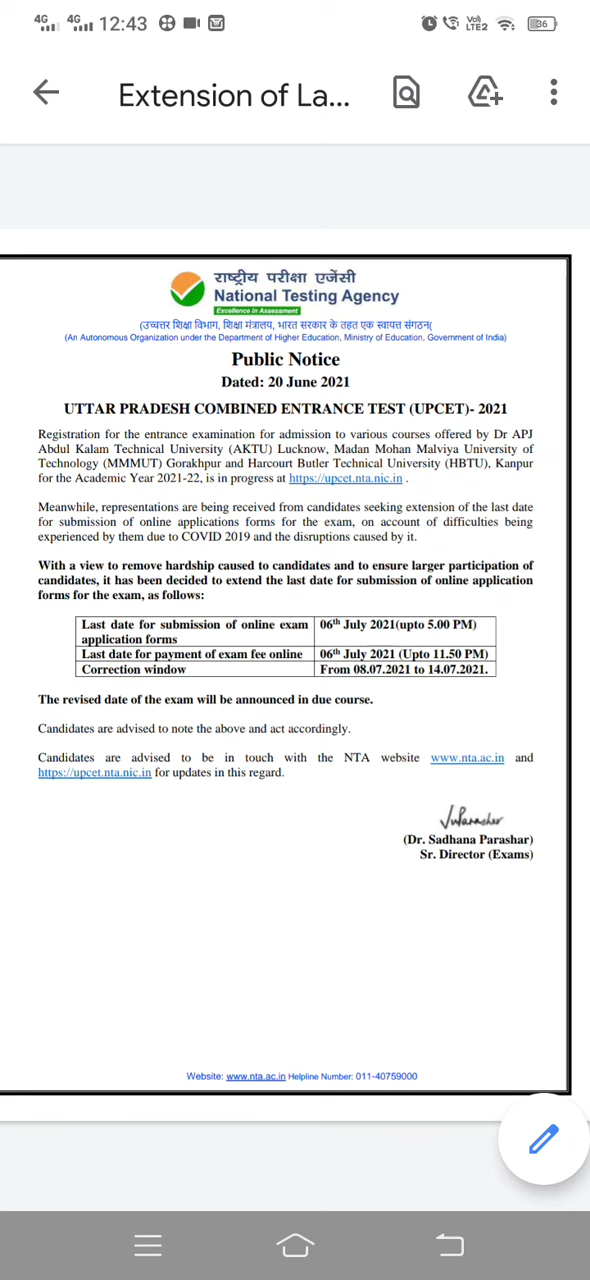 4G 4G 12:43 Vo) LTE2 36
Extension of La...
राष्ट्रीय परीक्षा एजेंसी
National Testing Agency
Excellence in Assessment
(उच्चत्तर शिक्षा विभाग, शिक्षा मंत्रालय, भारत सरकार के तहत एक स्वायत्त संगठन(
(An Autonomous Organization under the Department of Higher Education, Ministry of Education, Government of India)
Public Notice
Dated: 20 June 2021
UTTAR PRADESH COMBINED ENTRANCE TEST (UPCET)- 2021
Registration for the entrance examination for admission to various courses offered by Dr APJ
Abdul Kalam Technical University (AKTU) Lucknow, Madan Mohan Malviya University of
Technology (MMMUT) Gorakhpur and Harcourt Butler Technical University (HBTU), Kanpur
for the Academic Year 2021-22, is in progress at https://upcet.nta.nic.in .
Meanwhile, representations are being received from candidates seeking extension of the last date
for submission of online applications forms for the exam, on account of difficulties being
experienced by them due to COVID 2019 and the disruptions caused by it.
With a view to remove hardship caused to candidates and to ensure larger participation of
candidates, it has been decided to extend the last date for submission of online application
forms for the exam, as follows:
Last date for submission of online exam 06th July 2021(upto 5.00 PM)
application forms
Last date for payment of exam fee online 06th July 2021 (Upto 11.50 PM)
Correction window From 08.07.2021 to 14.07.2021.
The revised date of the exam will be announced in due course.
Candidates are advised to note the above and act accordingly.
Candidates are advised to be in touch with the NTA website www.nta.ac.in and
https://upcet.nta.nic.in for updates in this regard.
(Dr. Sadhana Parashar)
Sr. Director (Exams)
Website: www.nta.ac.in Helpline Number: 011-40759000